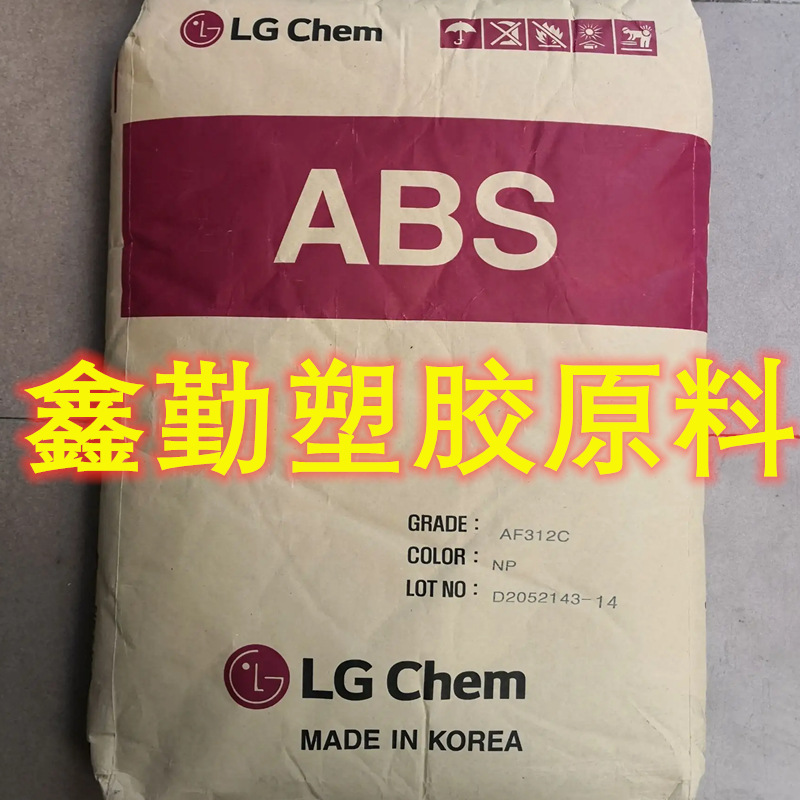 LG Chem
ABS
鑫勤塑胶原料
GRADE : AF312C
COLOR : NP
LOT NO : D2052143-14
LG Chem
MADE IN KOREA